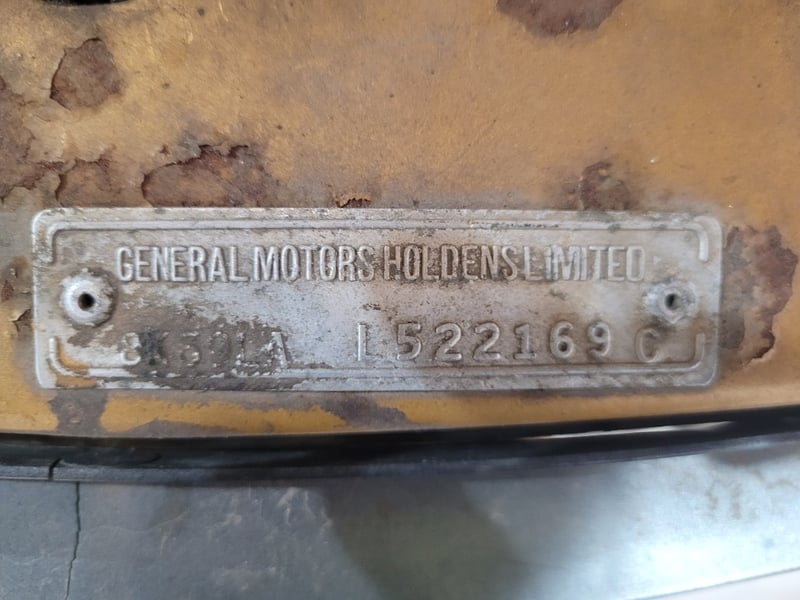 GENERAL MOTORS HOLDENS LIMITED
L522169C